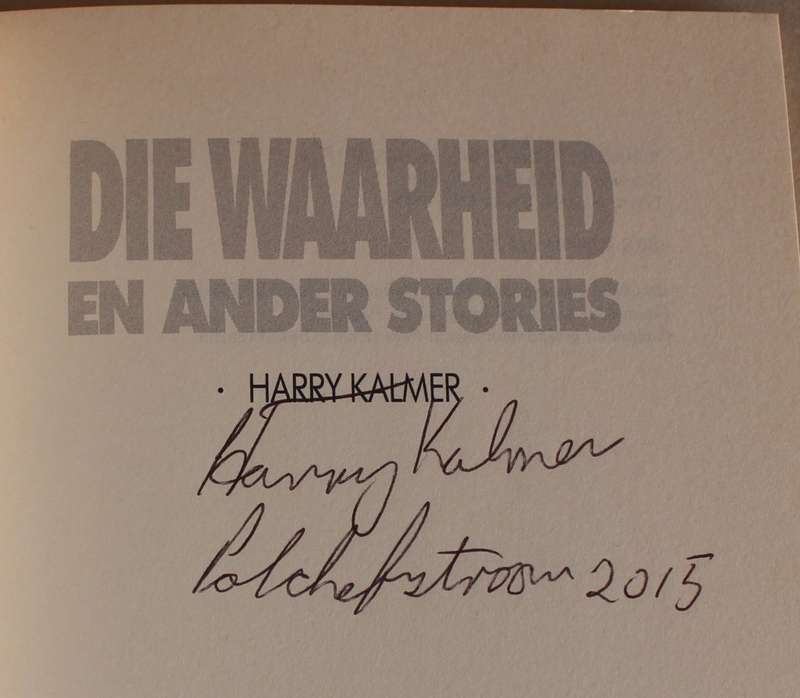 DIE WAARHEID
EN ANDER STORIES
· HARRY KALMER ·
Harry Kalmer
Potchefstroom 2015